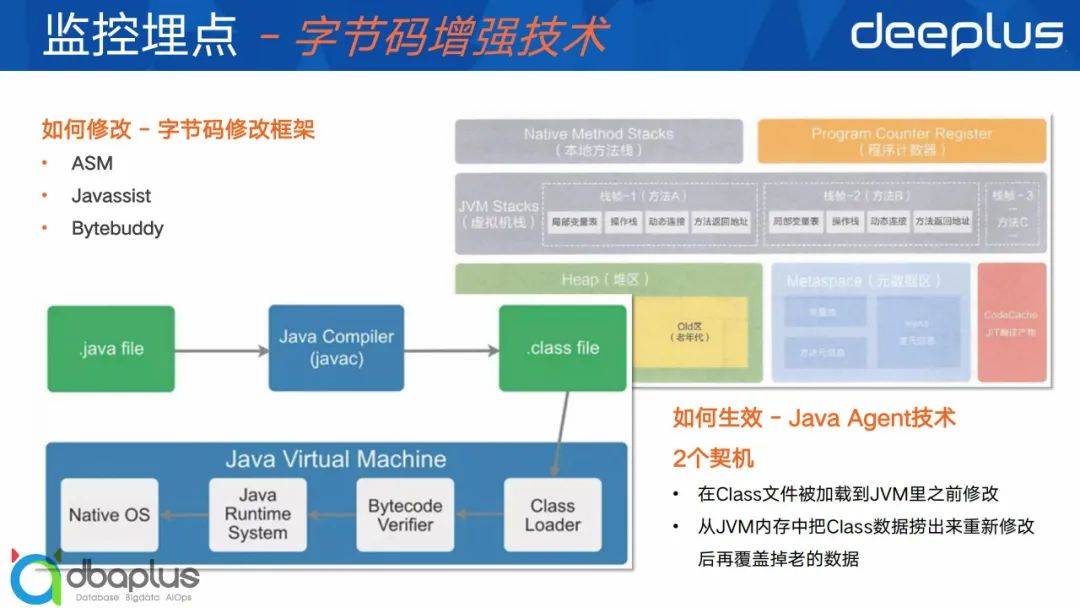 监控埋点 - 字节码增强技术
deeplus
如何修改 - 字节码修改框架
• ASM
• Javassist
• Bytebuddy
Native Method Stacks
（本地方法栈）
Program Counter Register
（程序计数器）
JVM Stacks
（虚拟机栈）
栈帧-1（方法A）
局部变量表
操作栈
动态连接
方法返回地址
栈帧-2（方法B）
局部变量表
操作栈
动态连接
方法返回地址
栈帧-3
...
方法C
...
Heap（堆区）
Old区
（老年代）
Metaspace（元数据区）
常量池
方法元信息
类元信息
CodeCache
JIT编译产物
.java file
Java Compiler
(javac)
.class file
Java Virtual Machine
Native OS
Java
Runtime
System
Bytecode
Verifier
Class
Loader
如何生效 - Java Agent技术
2个契机
• 在Class文件被加载到JVM里之前修改
• 从JVM内存中把Class数据捞出来重新修改
后再覆盖掉老的数据
dbaplus
Database Bigdata AIOps